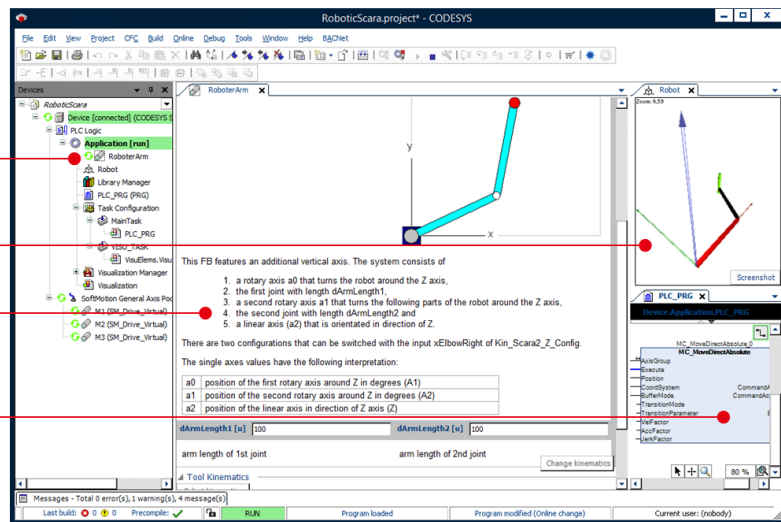 RoboticScara.project* - CODESYS
File Edit View Project CFC Build Online Debug Tools Window Help BACnet
Devices
RoboticScara
Device [connected] (CODESYS S
PLC Logic
Application [run]
RoboterArm
Robot
Library Manager
PLC_PRG (PRG)
Task Configuration
MainTask
PLC_PRG
VISU_TASK
VisuElems.Visu
Visualization Manager
Visualization
SoftMotion General Axis Poo
M1 (SM_Drive_Virtual)
M2 (SM_Drive_Virtual)
M3 (SM_Drive_Virtual)
RoboterArm
y
x
This FB features an additional vertical axis. The system consists of
1. a rotary axis a0 that turns the robot around the Z axis,
2. the first joint with length dArmLength1,
3. a second rotary axis a1 that turns the following parts of the robot around the Z axis,
4. the second joint with length dArmLength2 and
5. a linear axis (a2) that is orientated in direction of Z.
There are two configurations that can be switched with the input xElbowRight of Kin_Scara2_Z_Config.
The single axes values have the following interpretation:
a0 position of the first rotary axis around Z in degrees (A1)
a1 position of the second rotary axis around Z in degrees (A2)
a2 position of the linear axis in direction of Z axis (Z)
dArmLength1 [u] 100 dArmLength2 [u] 100
arm length of 1st joint arm length of 2nd joint
Change kinematics
Tool Kinematics
Robot
Zoom: 6,59
Screenshot
PLC_PRG
Device.Application.PLC_PRG
MC_MoveDirectAbsolute_0
MC_MoveDirectAbsolute
AxisGroup
Execute
Position
CoordSystem CommandA
BufferMode CommandAc
TransitionMode
TransitionParameter
VelFactor
AccFactor
JerkFactor
80 %
Messages - Total 0 error(s), 1 warning(s), 4 message(s)
Last build: 0 0 Precompile: RUN Program loaded Program modified (Online change) Current user: (nobody)